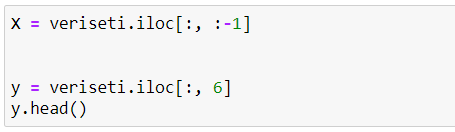 X = veriseti.iloc[:, :-1]
y = veriseti.iloc[:, 6]
y.head()